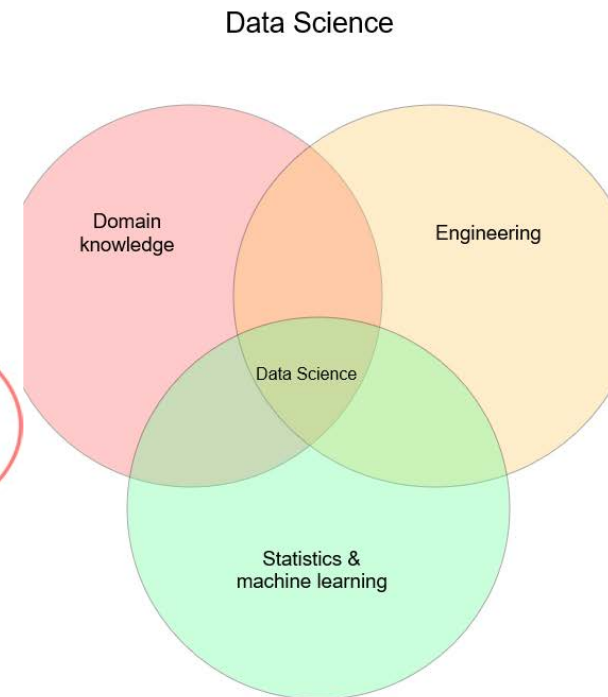 Data Science
Domain
knowledge
Engineering
Data Science
Statistics &
machine learning